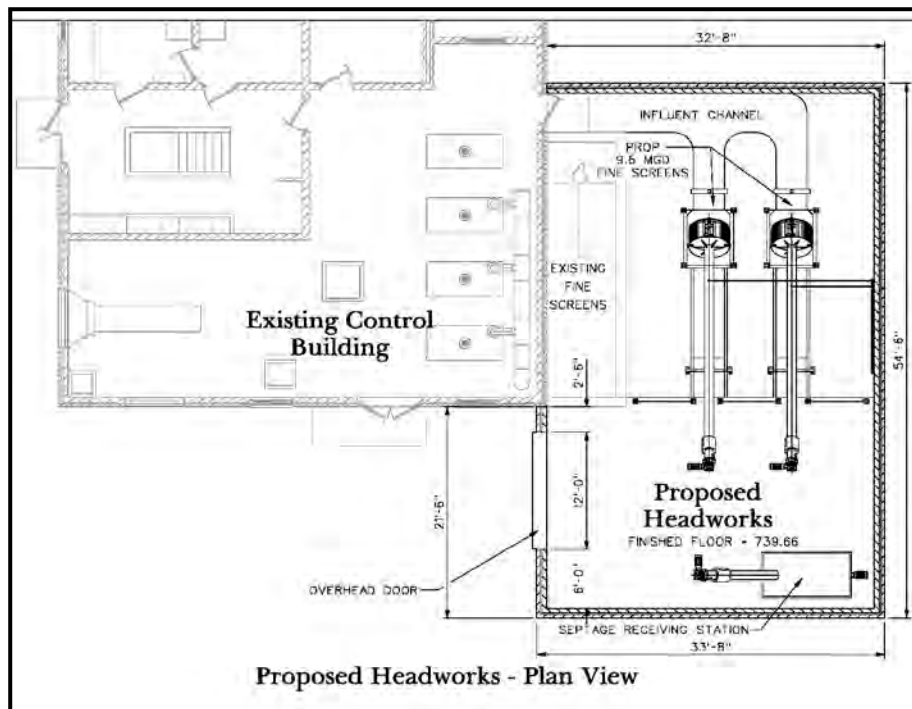 32'-8"
INFLUENT CHANNEL
PROP
9.6 MGD
FINE SCREENS
EXISTING
FINE
SCREENS
Existing Control
Building
2'-6"
54'-6"
21'-6"
12'-0"
Proposed
Headworks
FINISHED FLOOR = 739.66
6'-0"
OVERHEAD DOOR
SEPTAGE RECEIVING STATION
33'-8"
Proposed Headworks - Plan View